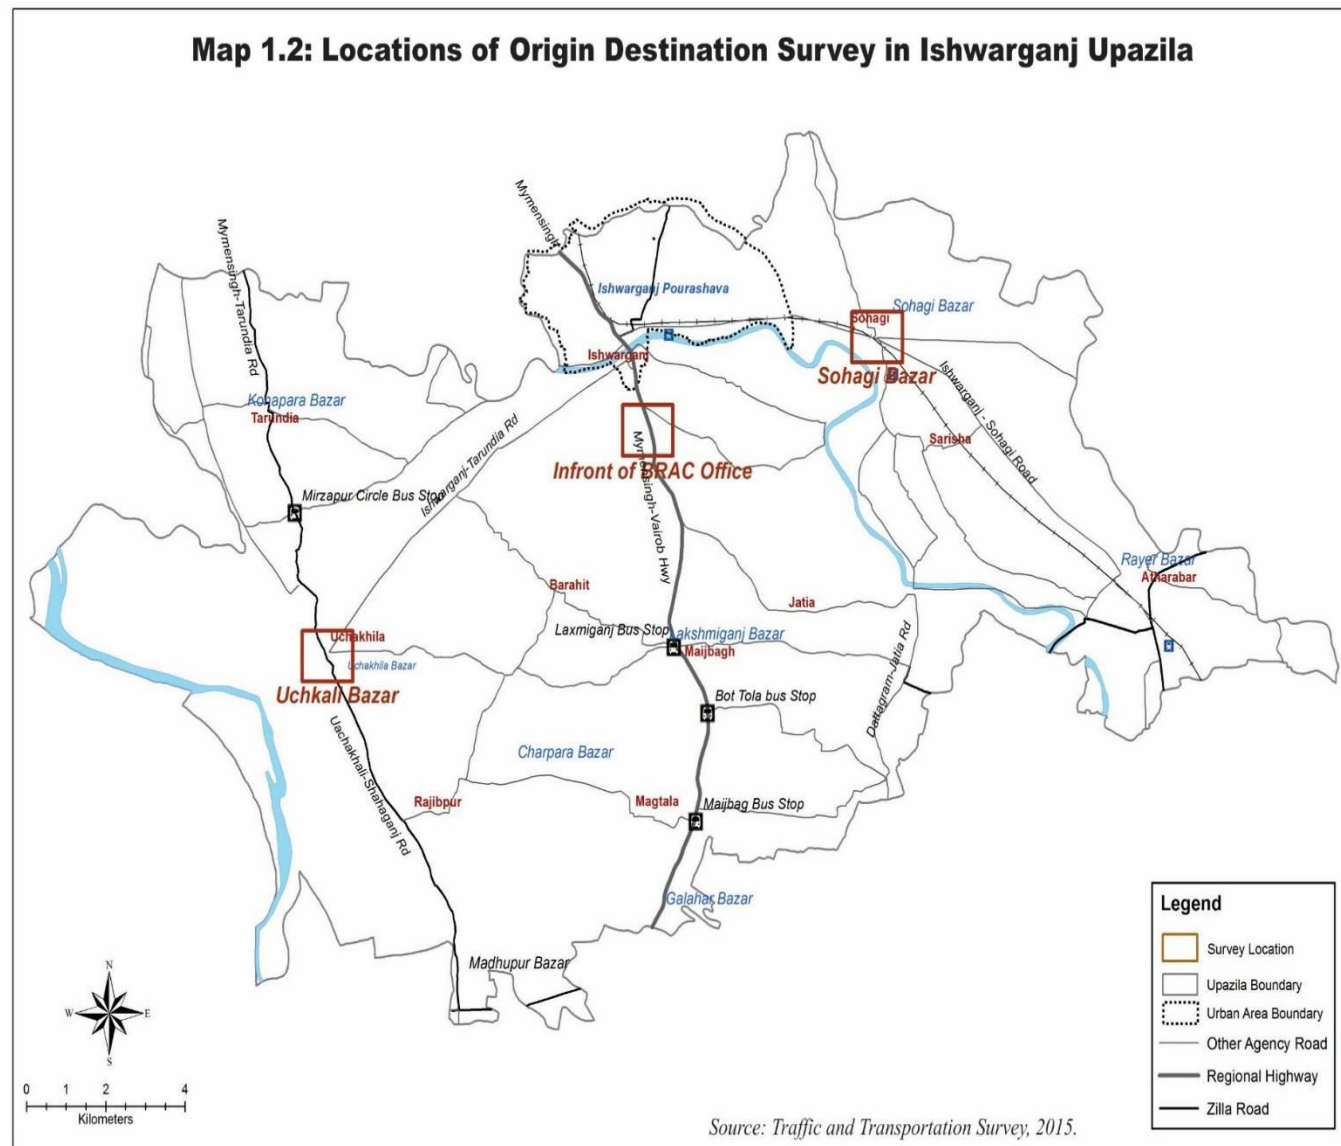 Map 1.2: Locations of Origin Destination Survey in Ishwarganj Upazila
Mymensingh
Mymensingh-Tarundia Rd
Ishwarganj Pourashava
Sohagi Bazar
Sohagi
Ishwarganj
Sohagi Bazar
Ishwarganj - Sohagi Road
Konapara Bazar
Tarundia
Ishwarganj-Tarundia Rd
Sarisha
Infront of BRAC Office
Mymensingh-Vairob Hwy
Mirzapur Circle Bus Stop
Rayer Bazar
Atharabar
Barahit
Jatia
Laxmiganj Bus Stop
Lakshmiganj Bazar
Maijbagh
Uchakhila
Uchakhila Bazar
Uchkali Bazar
Dattagram-Jatia Rd
Bot Tola bus Stop
Uachakhali-Shahaganj Rd
Charpara Bazar
Rajibpur
Magtala
Maijbag Bus Stop
Galahar Bazar
Madhupur Bazar
N
W
E
S
0 1 2 4
Kilometers
Legend
Survey Location
Upazila Boundary
Urban Area Boundary
Other Agency Road
Regional Highway
Zilla Road
Source: Traffic and Transportation Survey, 2015.